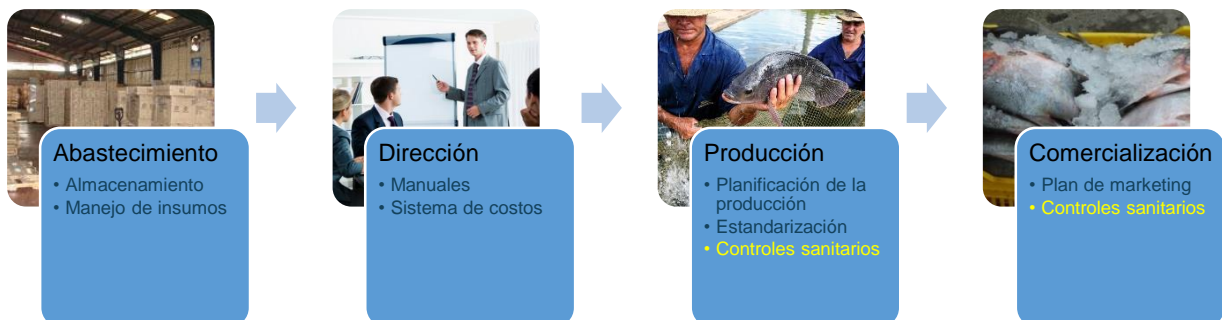 Abastecimiento
• Almacenamiento
• Manejo de insumos
Dirección
• Manuales
• Sistema de costos
Producción
• Planificación de la
producción
• Estandarización
• Controles sanitarios
Comercialización
• Plan de marketing
• Controles sanitarios